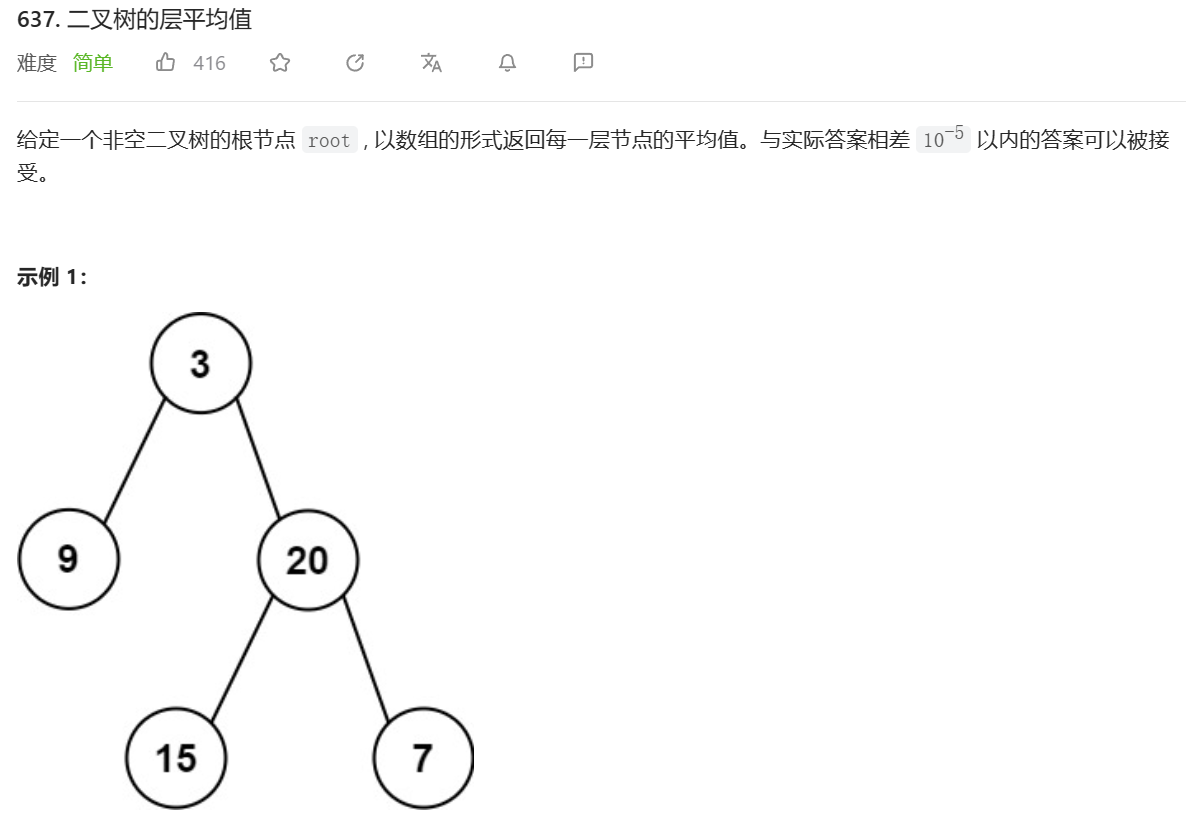 637. 二叉树的层平均值
难度 简单 416
给定一个非空二叉树的根节点 root , 以数组的形式返回每一层节点的平均值。与实际答案相差 10⁻⁵ 以内的答案可以被接
受。
示例 1：
3
9 20
15 7